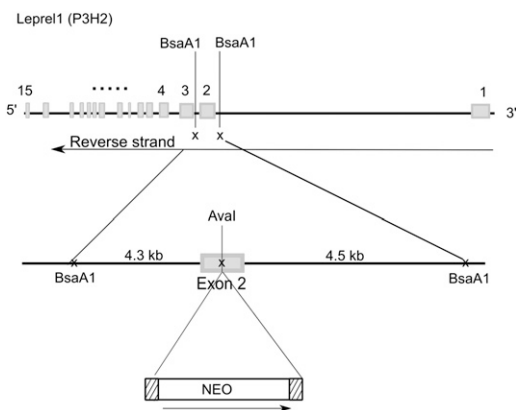 Leprel1 (P3H2)
BsaA1 BsaA1
15 4 3 2 1
5' 3'
x x
Reverse strand
AvaI
4.3 kb 4.5 kb
x x x
BsaA1 Exon 2 BsaA1
NEO